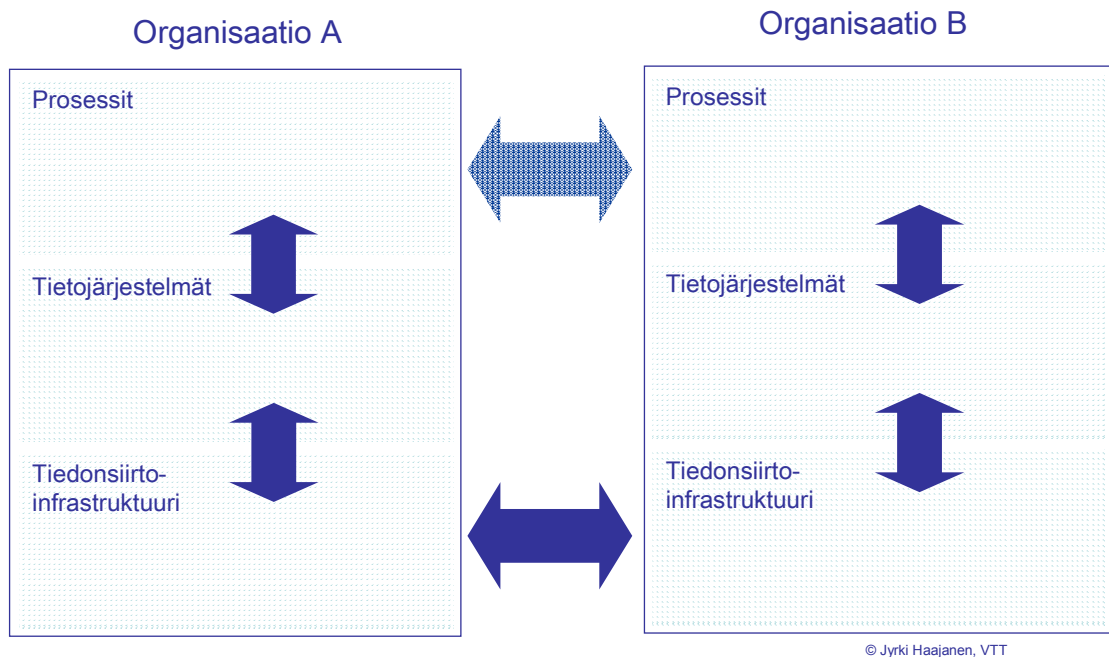 Organisaatio A
Prosessit
Tietojärjestelmät
Tiedonsiirto-
infrastruktuuri
Organisaatio B
Prosessit
Tietojärjestelmät
Tiedonsiirto-
infrastruktuuri
© Jyrki Haajanen, VTT